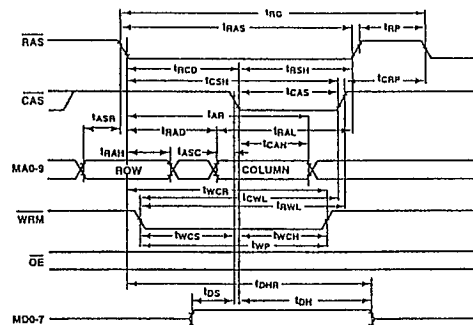 tRG
tRAS
tRP
RAS
tRCD
tRSH
tCSH
tCRP
CAS
tCAS
tASR
tAR
tRAD
tRAL
tCAH
tRAH
tASC
MA0-9
ROW
COLUMN
tWCR
tCWL
tRWL
WRM
tWCS
tWCH
tWP
OE
tDHR
tDS
tDH
MD0-7